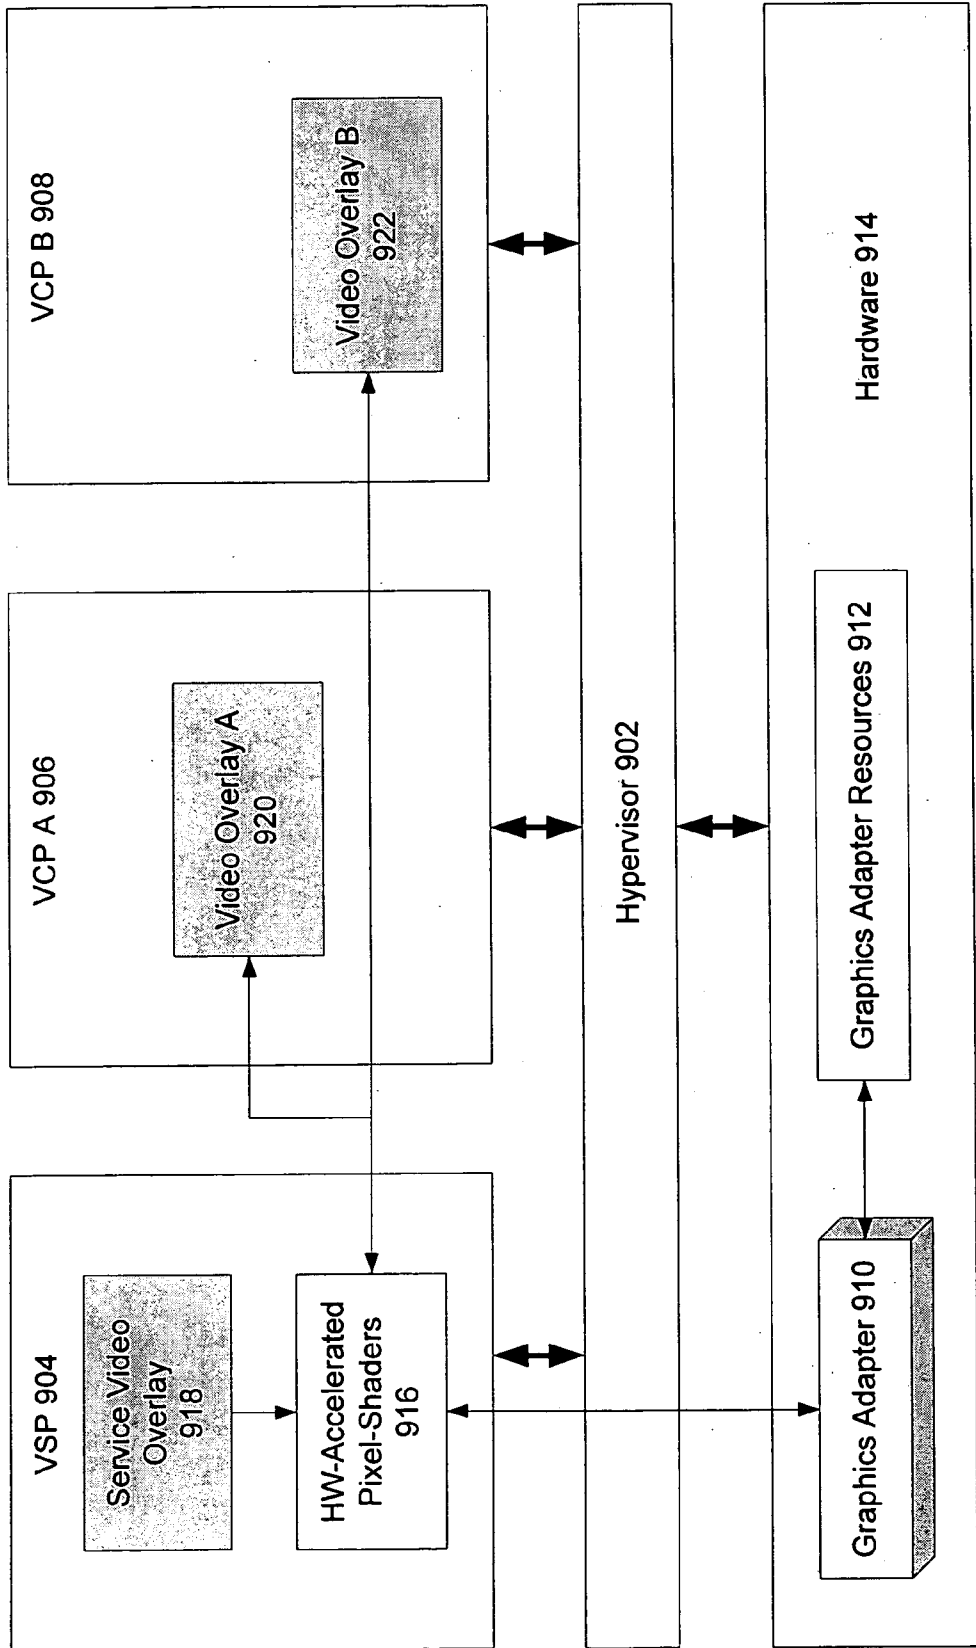 VSP 904
Service Video
Overlay
918
HW-Accelerated
Pixel-Shaders
916
VCP A 906
Video Overlay A
920
VCP B 908
Video Overlay B
922
Hypervisor 902
Graphics Adapter 910
Graphics Adapter Resources 912
Hardware 914